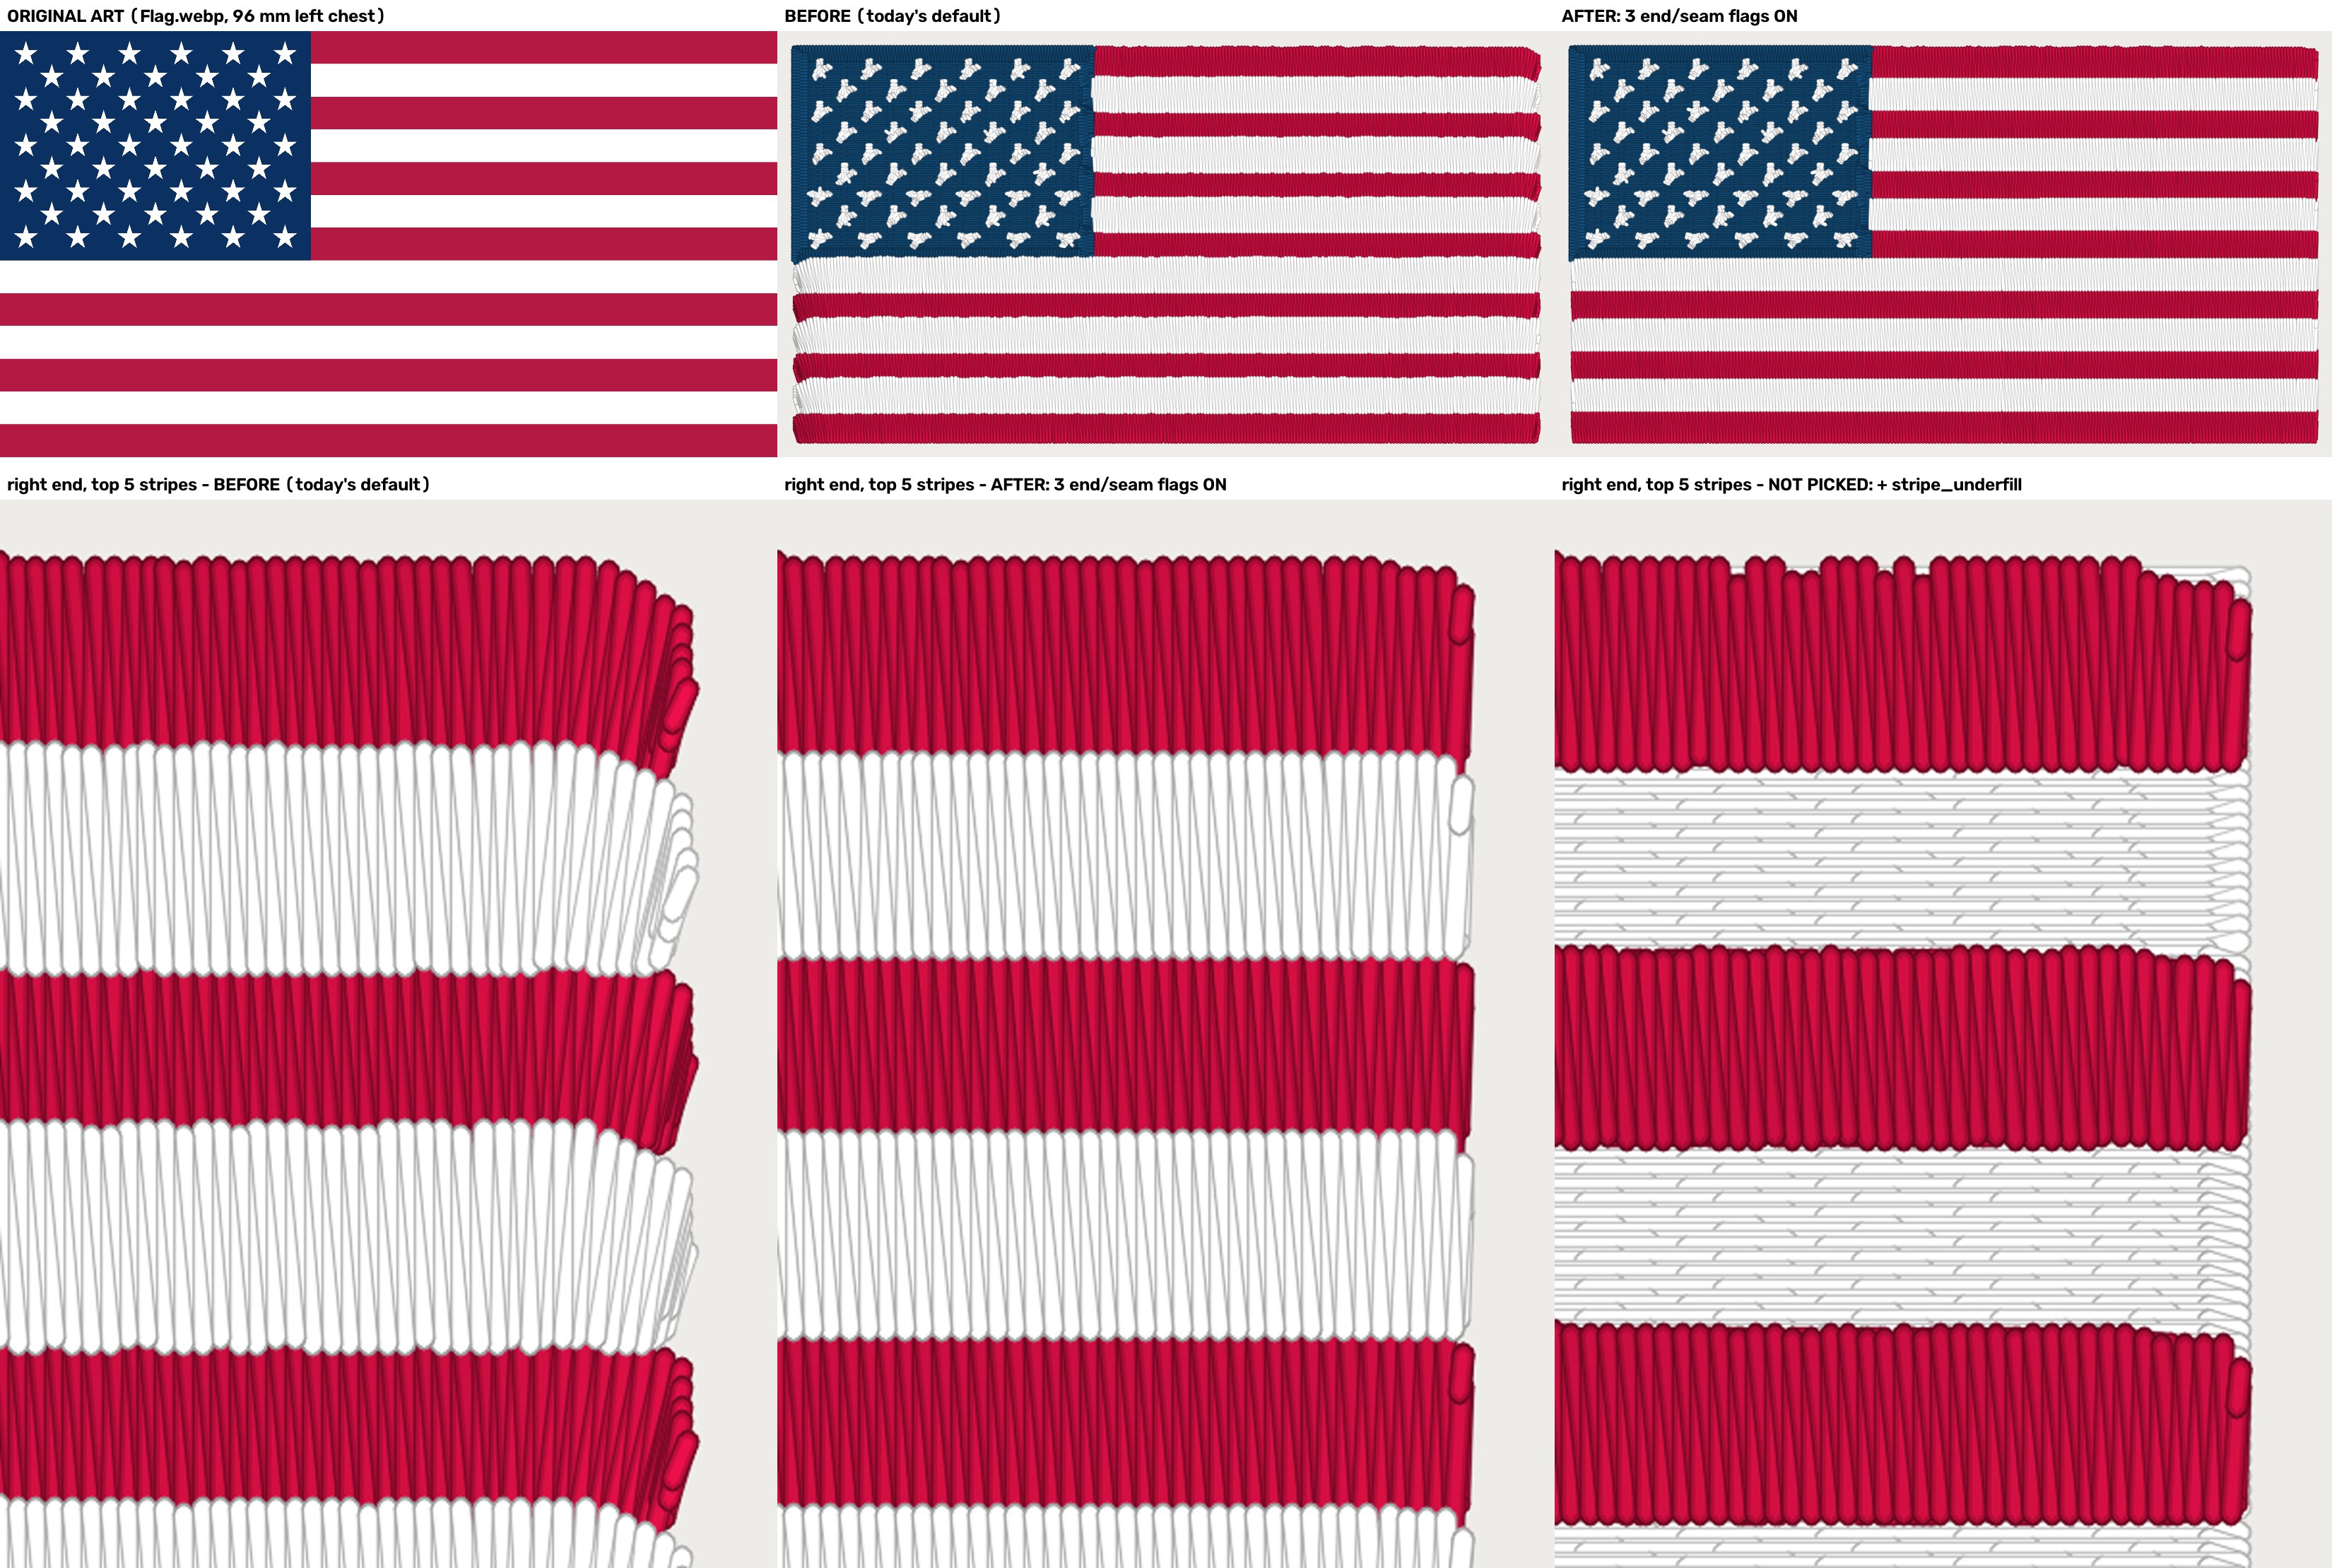 ORIGINAL ART (Flag.webp, 96 mm left chest)
BEFORE (today's default)
AFTER: 3 end/seam flags ON
right end, top 5 stripes - BEFORE (today's default)
right end, top 5 stripes - AFTER: 3 end/seam flags ON
right end, top 5 stripes - NOT PICKED: + stripe_underfill